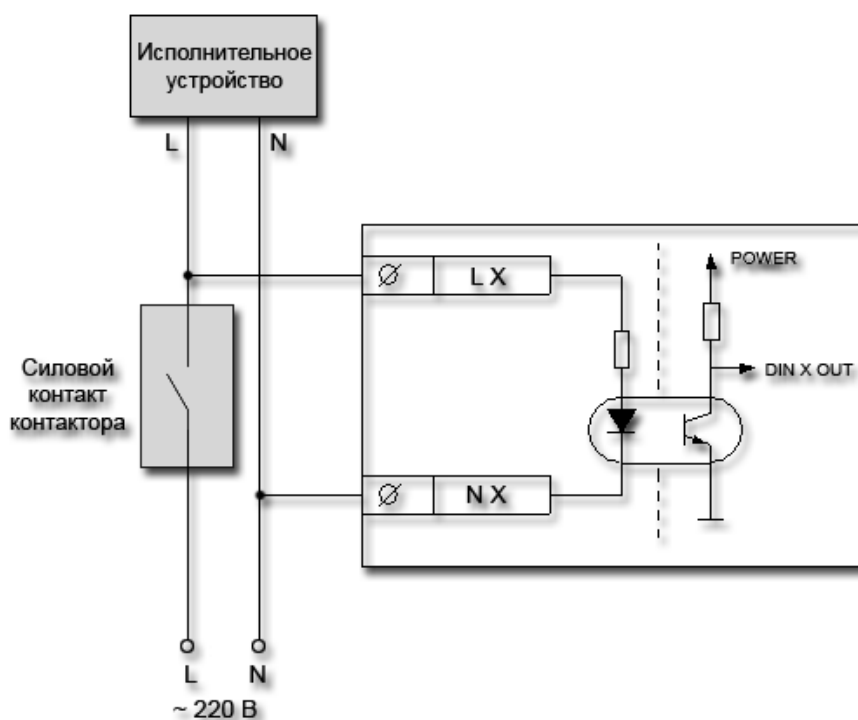 Исполнительное
устройство
L N
L X
POWER
DIN X OUT
Силовой
контакт
контактора
N X
L N
~ 220 В